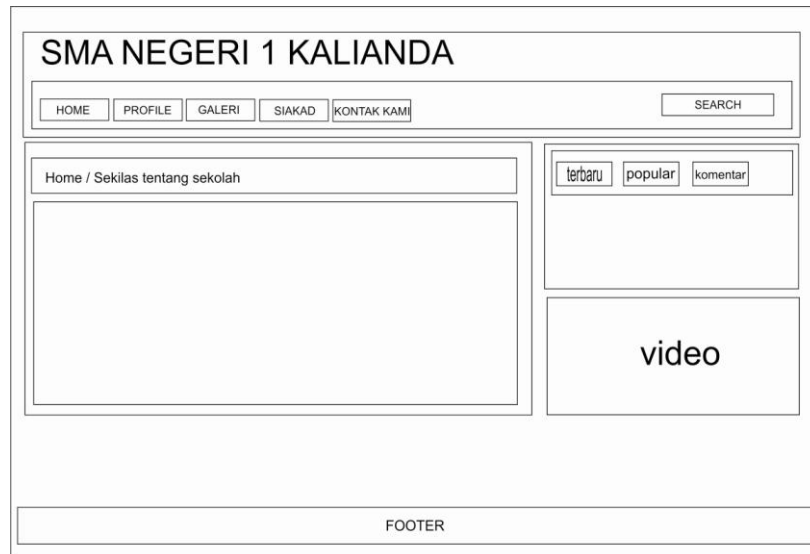 SMA NEGERI 1 KALIANDA
HOME PROFILE GALERI SIAKAD KONTAK KAMI SEARCH
Home / Sekilas tentang sekolah
terbaru popular komentar
video
FOOTER